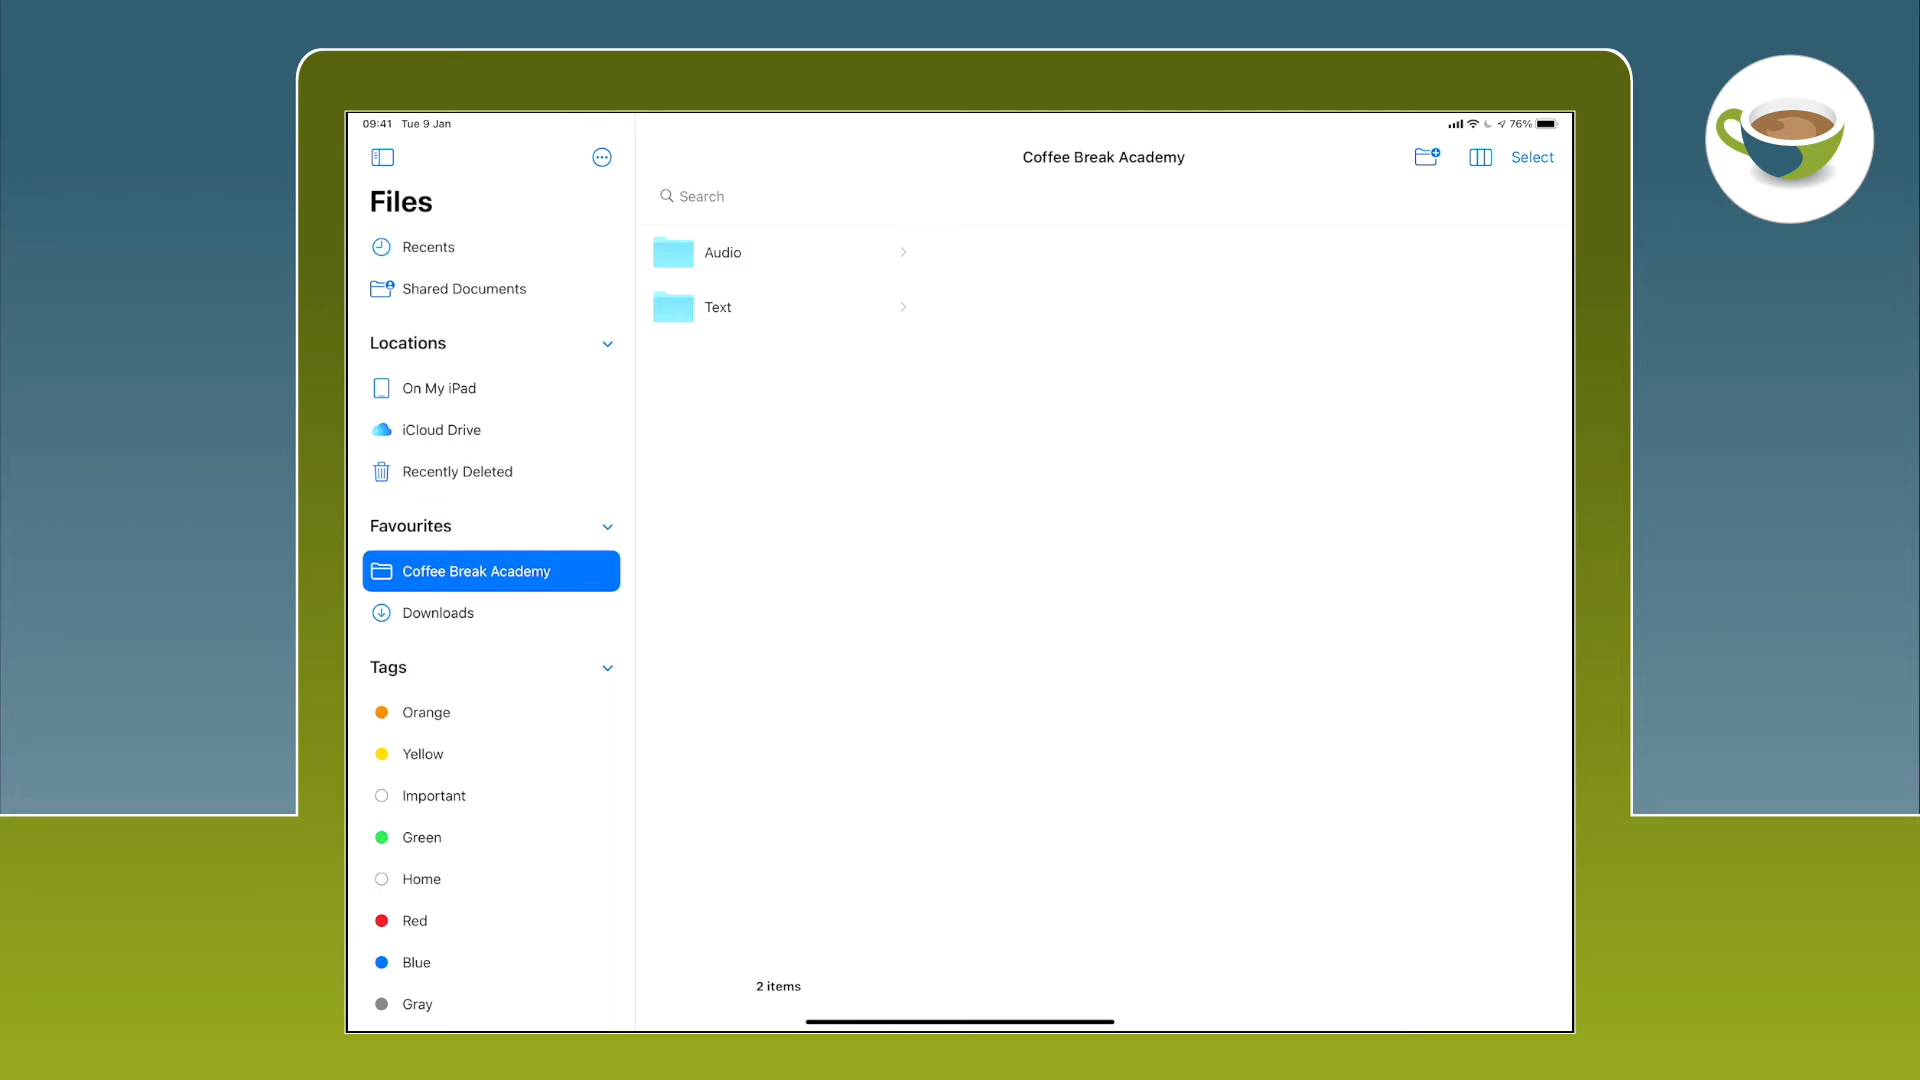 09:41 Tue 9 Jan
76%
Files
Recents
Shared Documents
Locations
On My iPad
iCloud Drive
Recently Deleted
Favourites
Coffee Break Academy
Downloads
Tags
Orange
Yellow
Important
Green
Home
Red
Blue
Gray
Coffee Break Academy
Select
Search
Audio
Text
2 items